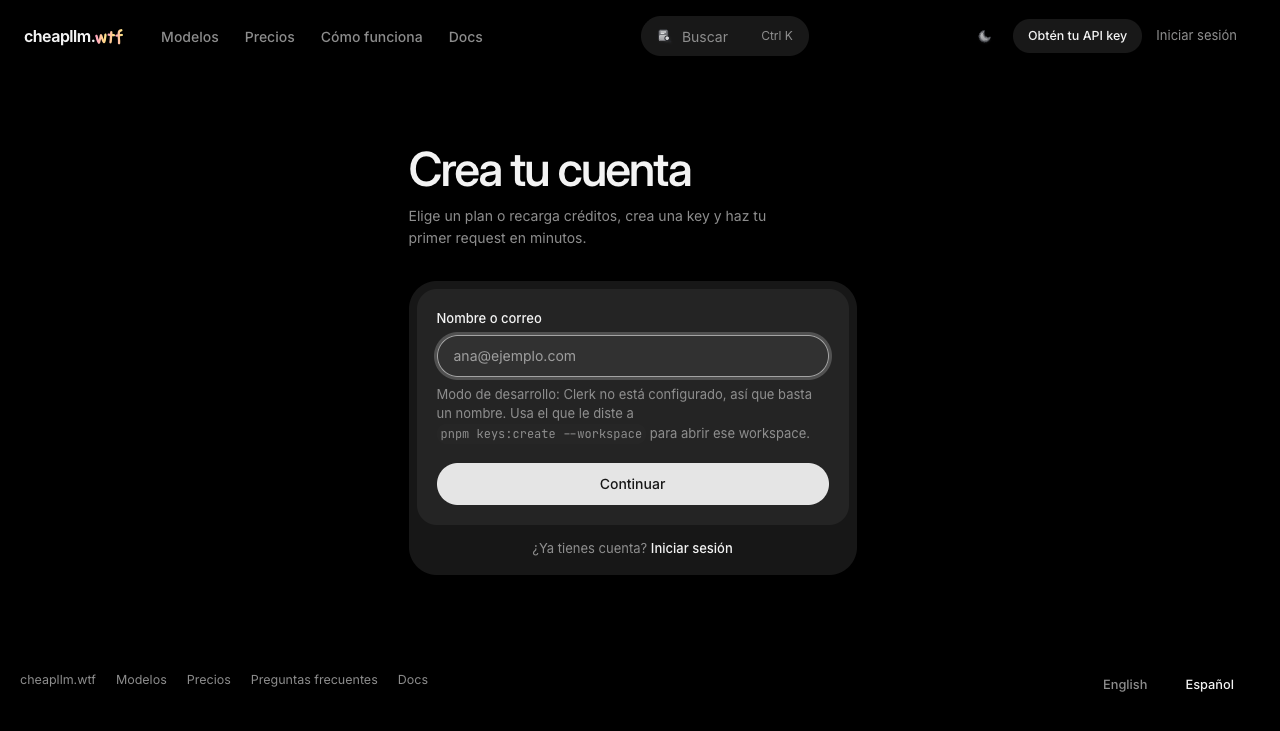 cheapllm.wtf
Modelos
Precios
Cómo funciona
Docs
Buscar
Ctrl K
Obtén tu API key
Iniciar sesión
Crea tu cuenta
Elige un plan o recarga créditos, crea una key y haz tu
primer request en minutos.
Nombre o correo
ana@ejemplo.com
Modo de desarrollo: Clerk no está configurado, así que basta
un nombre. Usa el que le diste a
pnpm keys:create --workspace para abrir ese workspace.
Continuar
¿Ya tienes cuenta? Iniciar sesión
cheapllm.wtf
Modelos
Precios
Preguntas frecuentes
Docs
English
Español